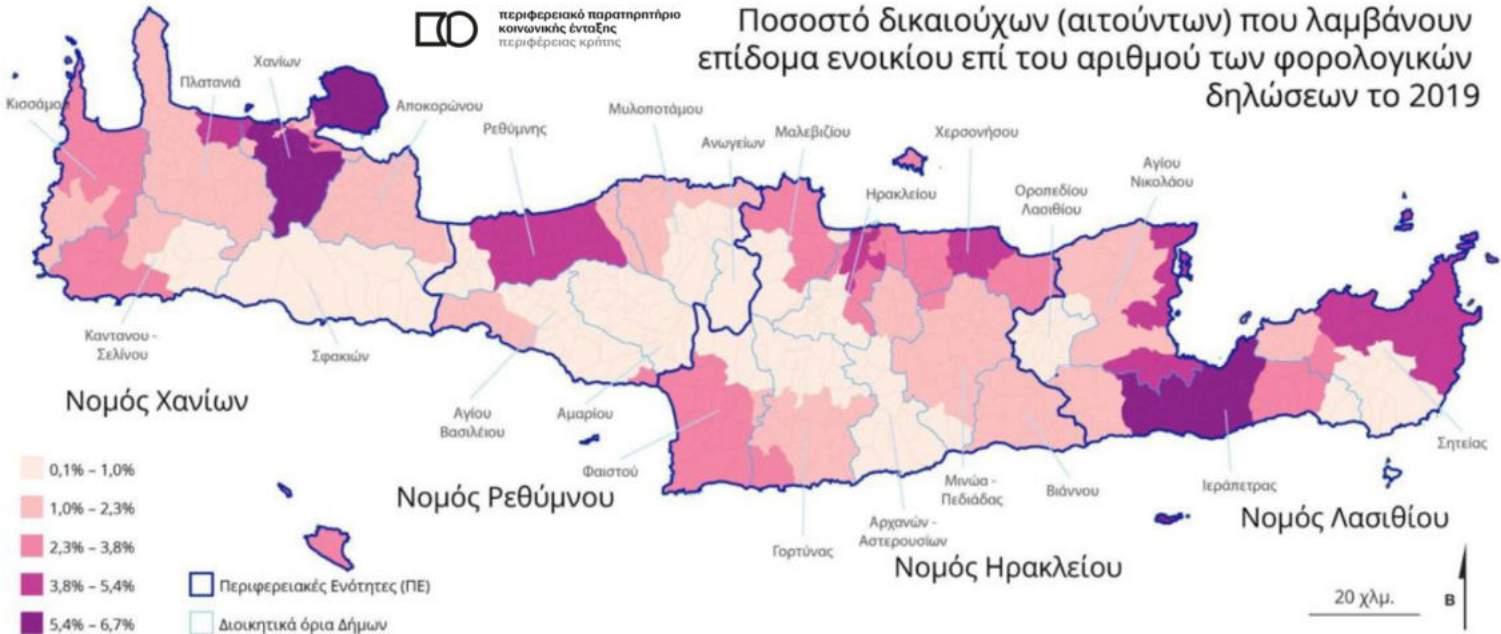 περιφερειακό παρατηρητήριο
κοινωνικής ένταξης
περιφέρειας κρήτης
Ποσοστό δικαιούχων (αιτούντων) που λαμβάνουν
επίδομα ενοικίου επί του αριθμού των φορολογικών
δηλώσεων το 2019
Κισσάμου
Πλατανιά
Χανίων
Αποκορώνου
Ρεθύμνης
Μυλοποτάμου
Ανωγείων
Μαλεβιζίου
Ηρακλείου
Χερσονήσου
Οροπεδίου
Λασιθίου
Αγίου
Νικολάου
Καντανου -
Σελίνου
Σφακιών
Αγίου
Βασιλείου
Αμαρίου
Φαιστού
Γορτύνας
Αρχανών -
Αστερουσίων
Μινώα -
Πεδιάδας
Βιάννου
Ιεράπετρας
Σητείας
Νομός Χανίων
Νομός Ρεθύμνου
Νομός Ηρακλείου
Νομός Λασιθίου
0,1% – 1,0%
1,0% – 2,3%
2,3% – 3,8%
3,8% – 5,4%
5,4% – 6,7%
Περιφερειακές Ενότητες (ΠΕ)
Διοικητικά όρια Δήμων
20 χλμ.
Β